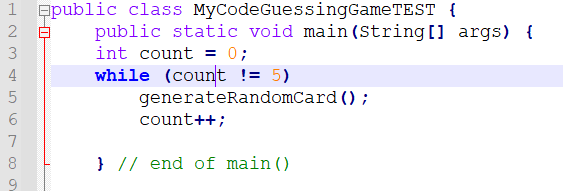 1 public class MyCodeGuessingGameTEST {
2 public static void main(String[] args) {
3 int count = 0;
4 while (count != 5)
5 generateRandomCard();
6 count++;
7
8 } // end of main()
9